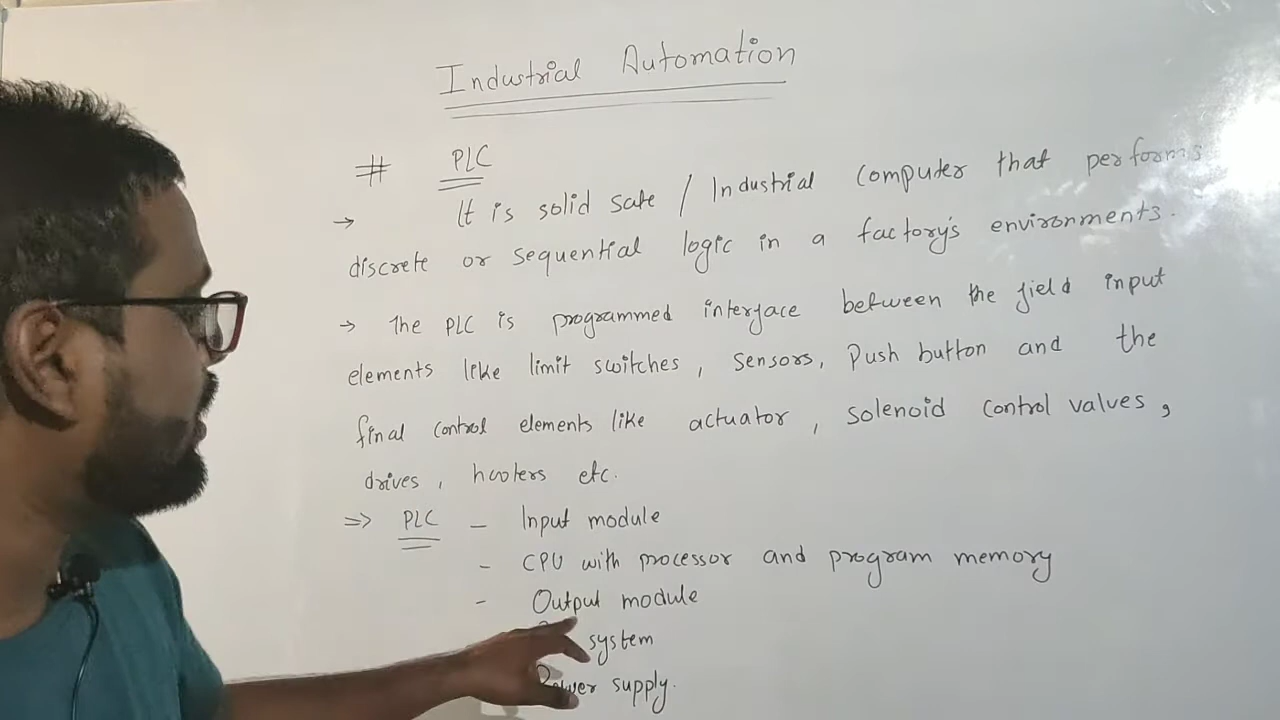 Industrial Automation
# PLC
→ It is solid sate / Industrial computer that performs
discrete or sequential logic in a factory's environments.
→ The PLC is programmed interface between the field input
elements like limit switches, sensors, Push button and the
final control elements like actuator, solenoid control valves,
drives, hooters etc.
=> PLC - Input module
- CPU with processor and program memory
- Output module
system
Power supply.